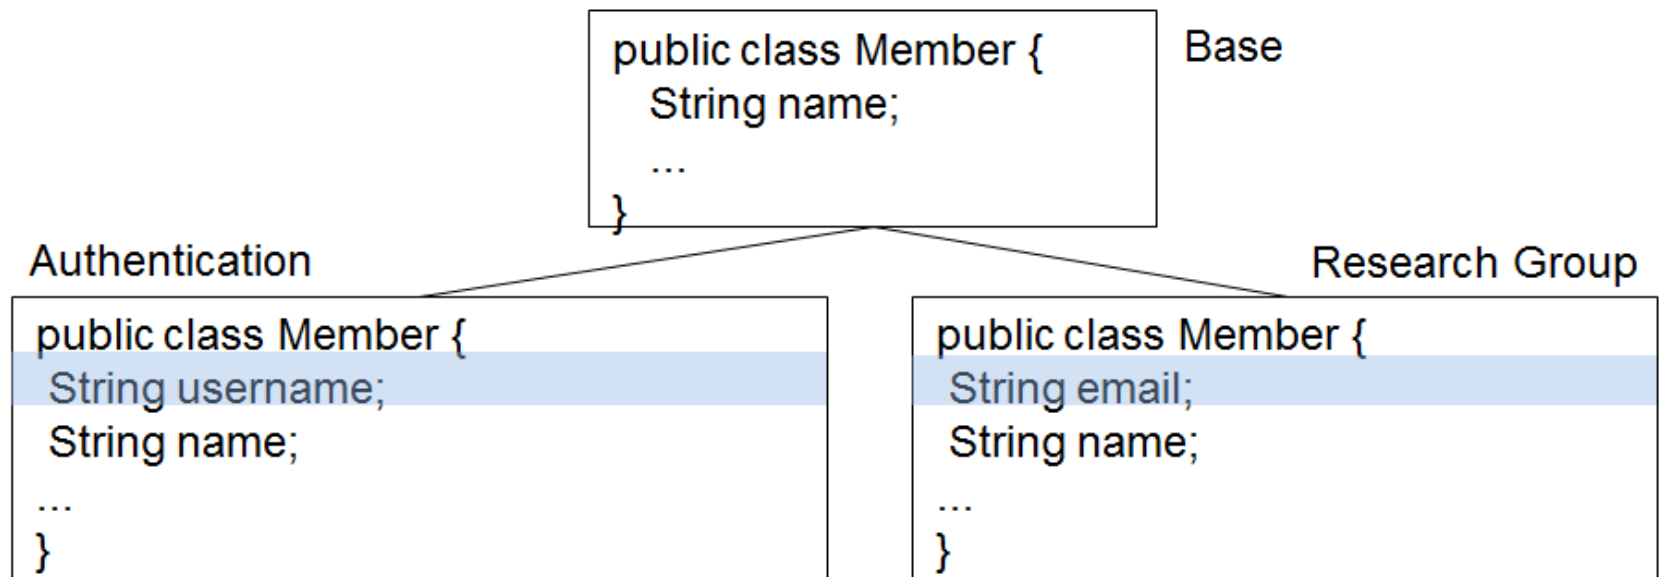 public class Member {
String name;
...
}
Base
Authentication
public class Member {
String username;
String name;
...
}
Research Group
public class Member {
String email;
String name;
...
}